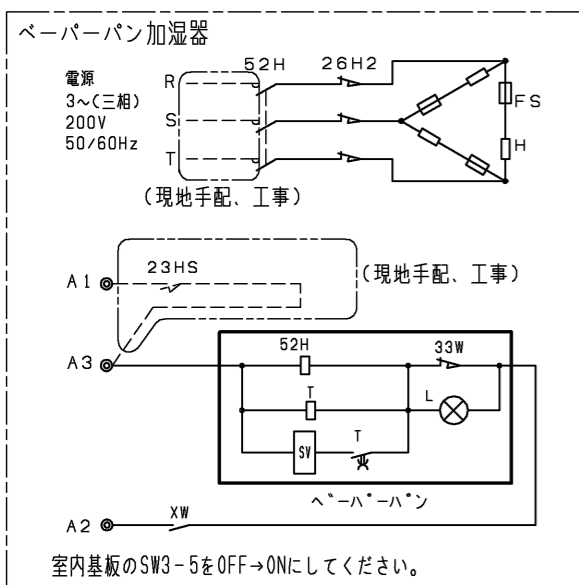 ベーパーパン加湿器
電源
3~(三相)
200V
50/60Hz
R
S
T
52H
26H2
FS
H
(現地手配、工事)
A1
23HS
(現地手配、工事)
A3
52H
33W
T
L
SV
T
ベーパーパン
A2
XW
室内基板のSW3-5をOFF→ONにしてください。